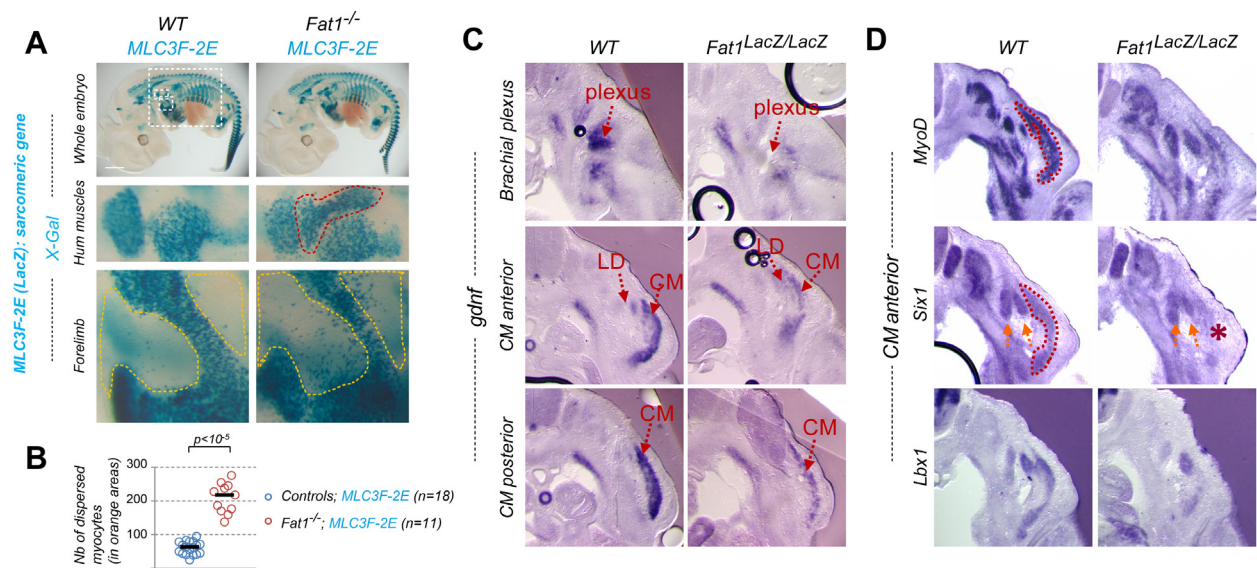 A
WT
MLC3F-2E
Fat1-/-
MLC3F-2E
MLC3F-2E (LacZ): sarcomeric gene
X-Gal
Whole embryo
Hum muscles
Forelimb
B
p<10-5
Nb of dispersed
myocytes
(in orange areas)
300
200
100
Controls; MLC3F-2E (n=18)
Fat1-/-; MLC3F-2E (n=11)
C
WT
Fat1LacZ/LacZ
gdnf
Brachial plexus
plexus
plexus
CM anterior
LD
CM
LD
CM
CM posterior
CM
CM
D
WT
Fat1LacZ/LacZ
CM anterior
MyoD
Six1
*
Lbx1